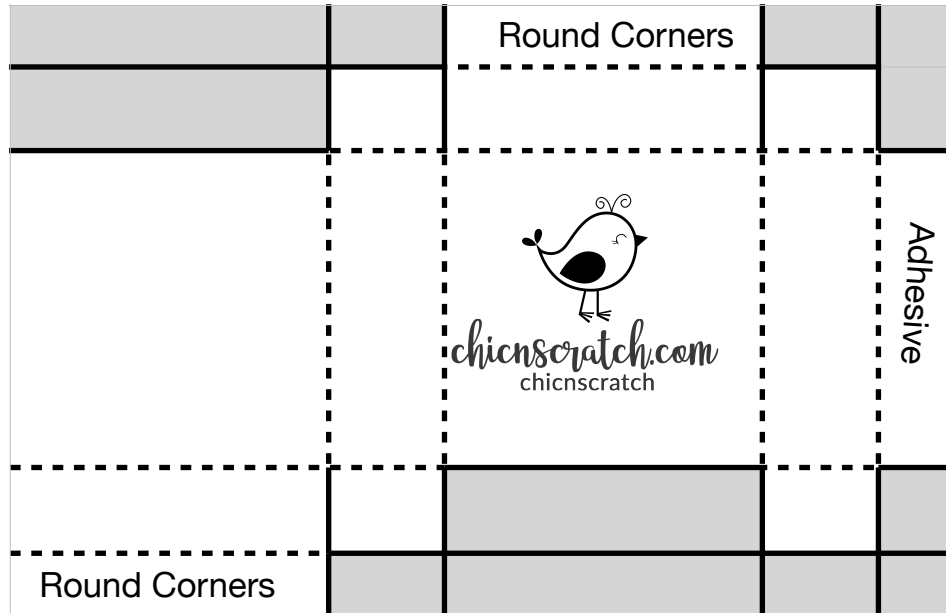 Round Corners
Adhesive
chicnscratch.com
chicnscratch
Round Corners